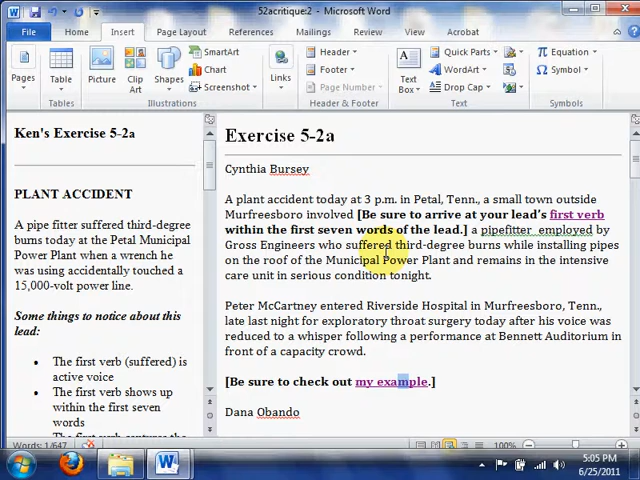 52acritique:2 - Microsoft Word
File Home Insert Page Layout References Mailings Review View Acrobat
Pages
Table
Tables
Picture
Clip Art
Shapes
SmartArt
Chart
Screenshot
Illustrations
Links
Header
Footer
Page Number
Header & Footer
Text Box
Quick Parts
WordArt
Drop Cap
Text
Equation
Symbol
Symbols
Ken's Exercise 5-2a
PLANT ACCIDENT
A pipe fitter suffered third-degree
burns today at the Petal Municipal
Power Plant when a wrench he
was using accidentally touched a
15,000-volt power line.
Some things to notice about this
lead:
• The first verb (suffered) is
active voice
• The first verb shows up
within the first seven
words
• The first verb captures the
Exercise 5-2a
Cynthia Bursey
A plant accident today at 3 p.m. in Petal, Tenn., a small town outside
Murfreesboro involved [Be sure to arrive at your lead's first verb
within the first seven words of the lead.] a pipefitter employed by
Gross Engineers who suffered third-degree burns while installing pipes
on the roof of the Municipal Power Plant and remains in the intensive
care unit in serious condition tonight.
Peter McCartney entered Riverside Hospital in Murfreesboro, Tenn.,
late last night for exploratory throat surgery today after his voice was
reduced to a whisper following a performance at Bennett Auditorium in
front of a capacity crowd.
[Be sure to check out my example.]
Dana Obando
Words: 1/647
100%
5:05 PM
6/25/2011